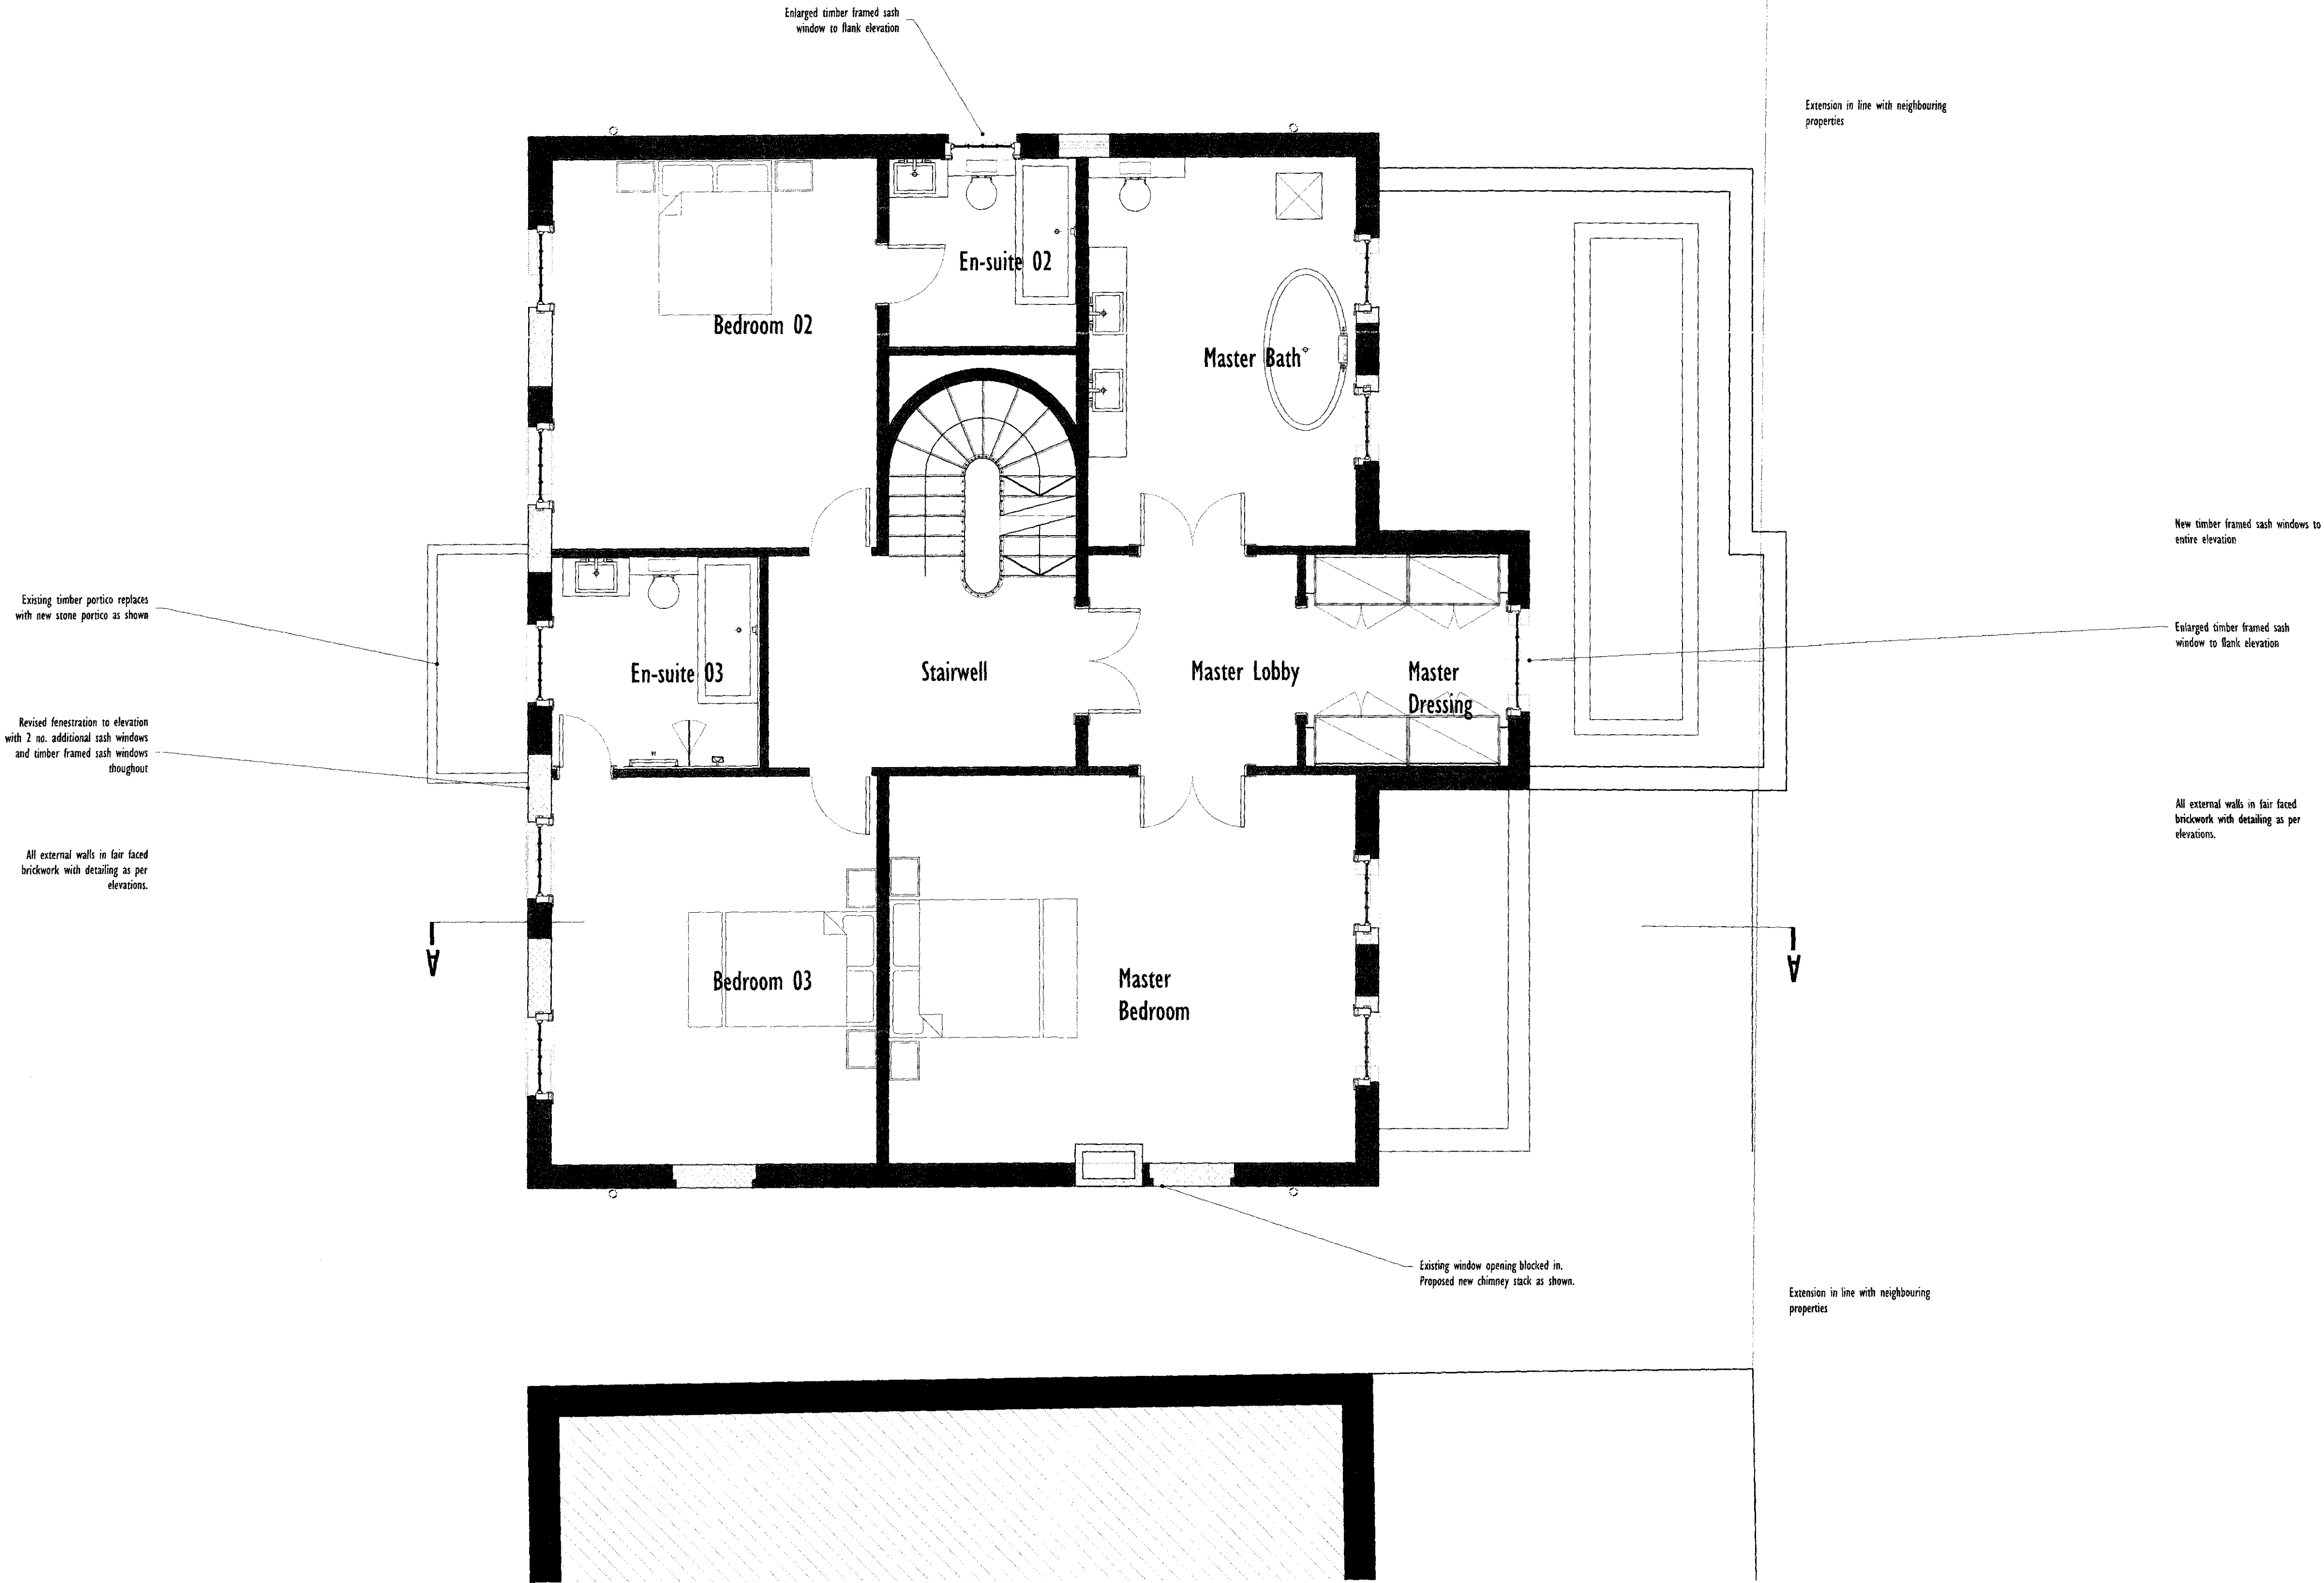 Enlarged timber framed sash
window to flank elevation
Extension in line with neighbouring
properties
En-suite 02
Bedroom 02
Master Bath
New timber framed sash windows to
entire elevation
Existing timber portico replaces
with new stone portico as shown
Enlarged timber framed sash
window to flank elevation
En-suite 03
Stairwell
Master Lobby
Master
Dressing
Revised fenestration to elevation
with 2 no. additional sash windows
and timber framed sash windows
thoughout
All external walls in fair faced
brickwork with detailing as per
elevations.
All external walls in fair faced
brickwork with detailing as per
elevations.
A
A
Bedroom 03
Master
Bedroom
Existing window opening blocked in.
Proposed new chimney stack as shown.
Extension in line with neighbouring
properties